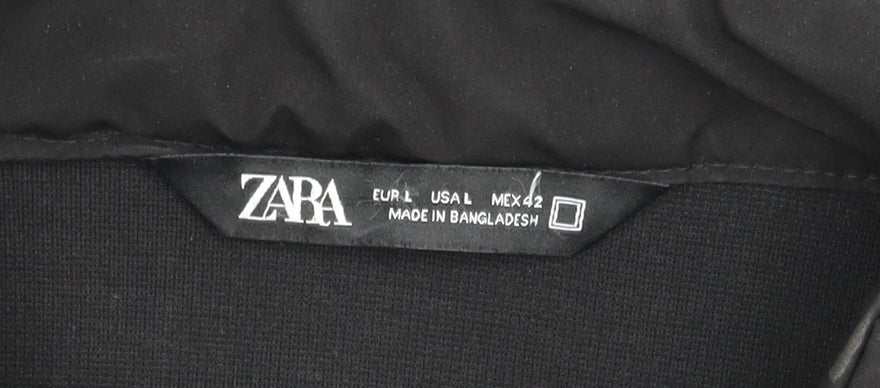 ZARA
EUR L USA L MEX 42
MADE IN BANGLADESH